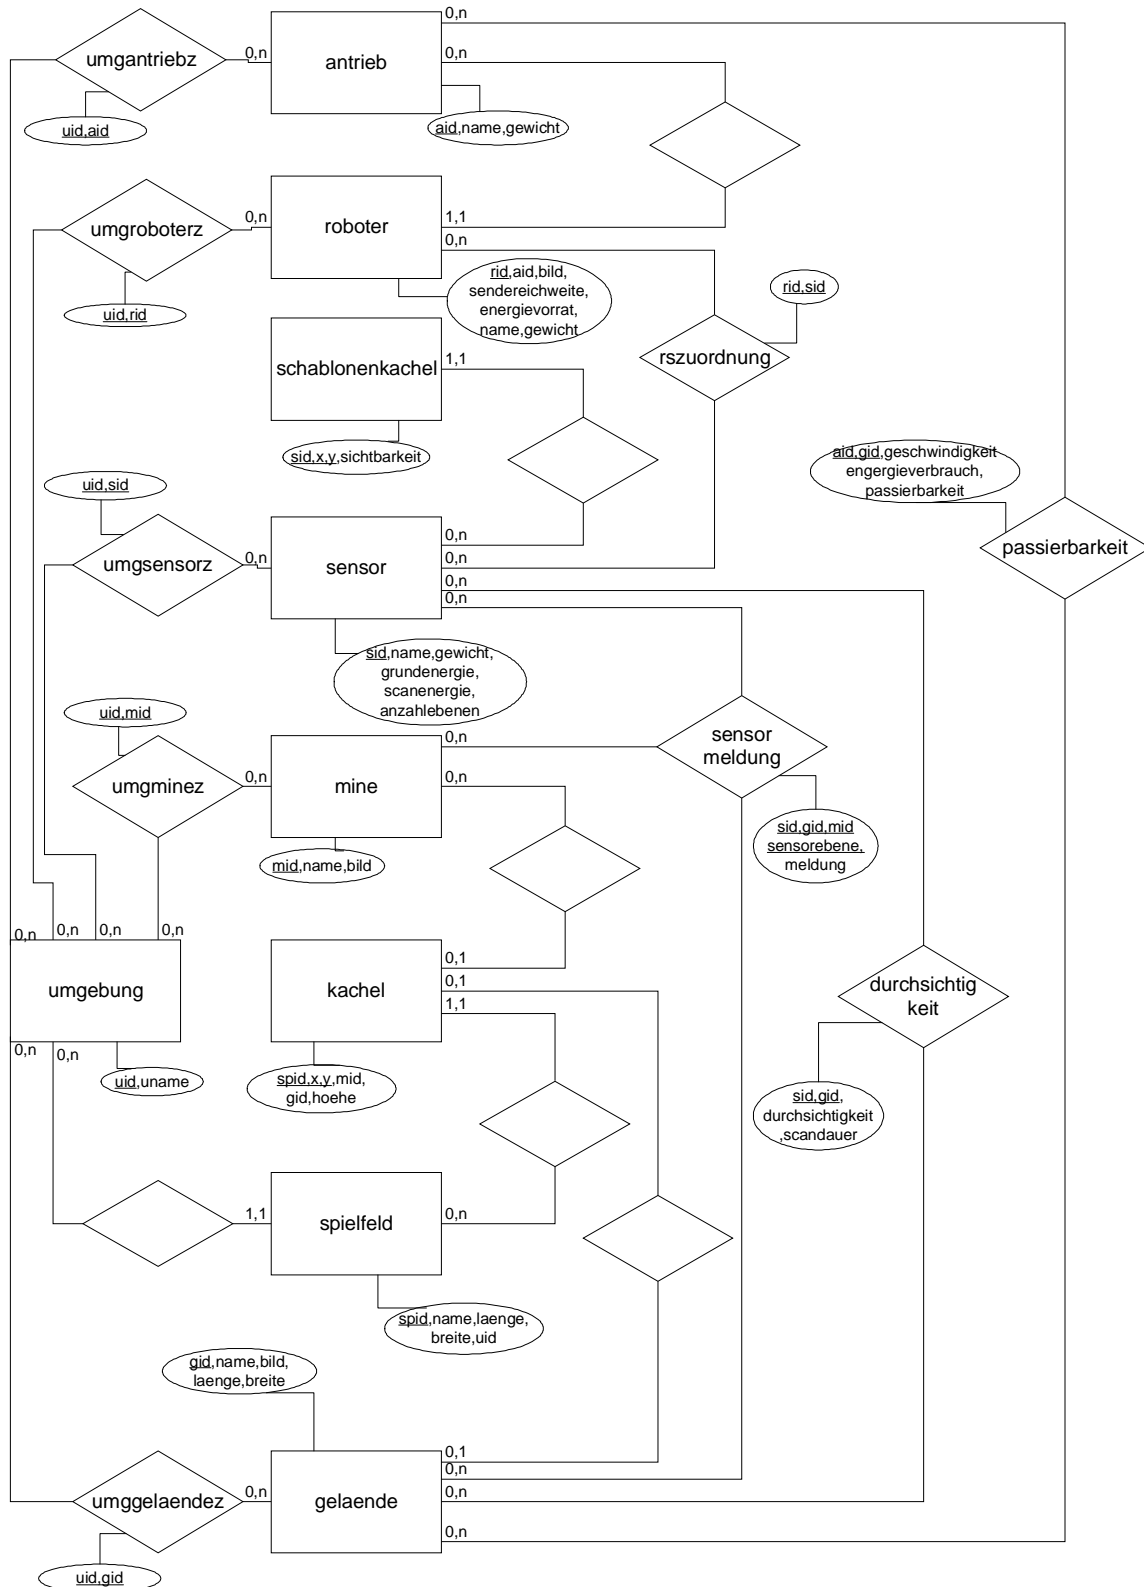 0,n
umgantriebz
0,n
antrieb
0,n
uid,aid
aid,name,gewicht
umgroboterz
0,n
roboter
1,1
0,n
uid,rid
rid,aid,bild,
sendereichweite,
energievorrat,
name,gewicht
rid,sid
schablonenkachel
1,1
rszuordnung
sid,x,y,sichtbarkeit
aid,gid,geschwindigkeit
engergieverbrauch,
passierbarkeit
uid,sid
umgsensorz
0,n
sensor
0,n
0,n
0,n
0,n
passierbarkeit
sid,name,gewicht,
grundenergie,
scanenergie,
anzahlebenen
uid,mid
umgminez
0,n
mine
0,n
0,n
sensor
meldung
mid,name,bild
sid,gid,mid
sensorebene,
meldung
0,n
0,n
0,n
0,n
umgebung
0,n
0,n
uid,uname
kachel
0,1
0,1
1,1
spid,x,y,mid,
gid,hoehe
durchsichtig
keit
sid,gid,
durchsichtigkeit
,scandauer
1,1
spielfeld
0,n
spid,name,laenge,
breite,uid
gid,name,bild,
laenge,breite
umggelaendez
0,n
gelaende
0,1
0,n
0,n
0,n
uid,gid